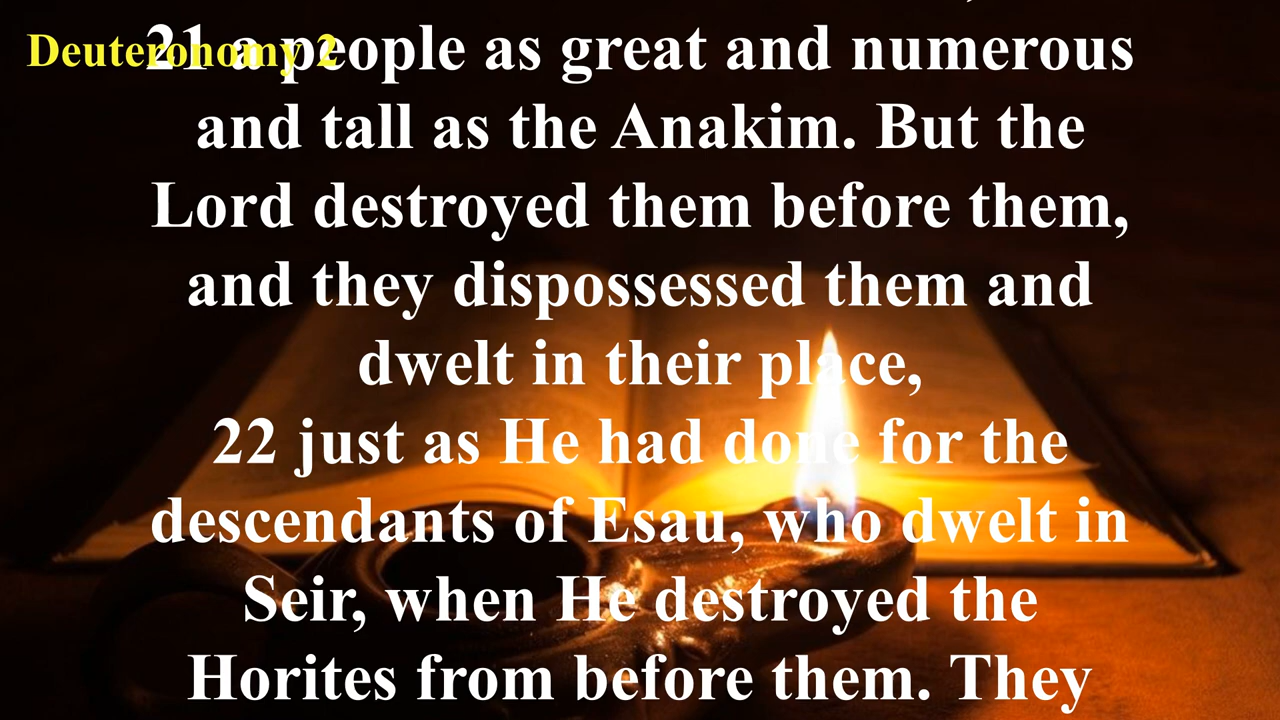 Deuteronomy 2
21 a people as great and numerous
and tall as the Anakim. But the
Lord destroyed them before them,
and they dispossessed them and
dwelt in their place,
22 just as He had done for the
descendants of Esau, who dwelt in
Seir, when He destroyed the
Horites from before them. They